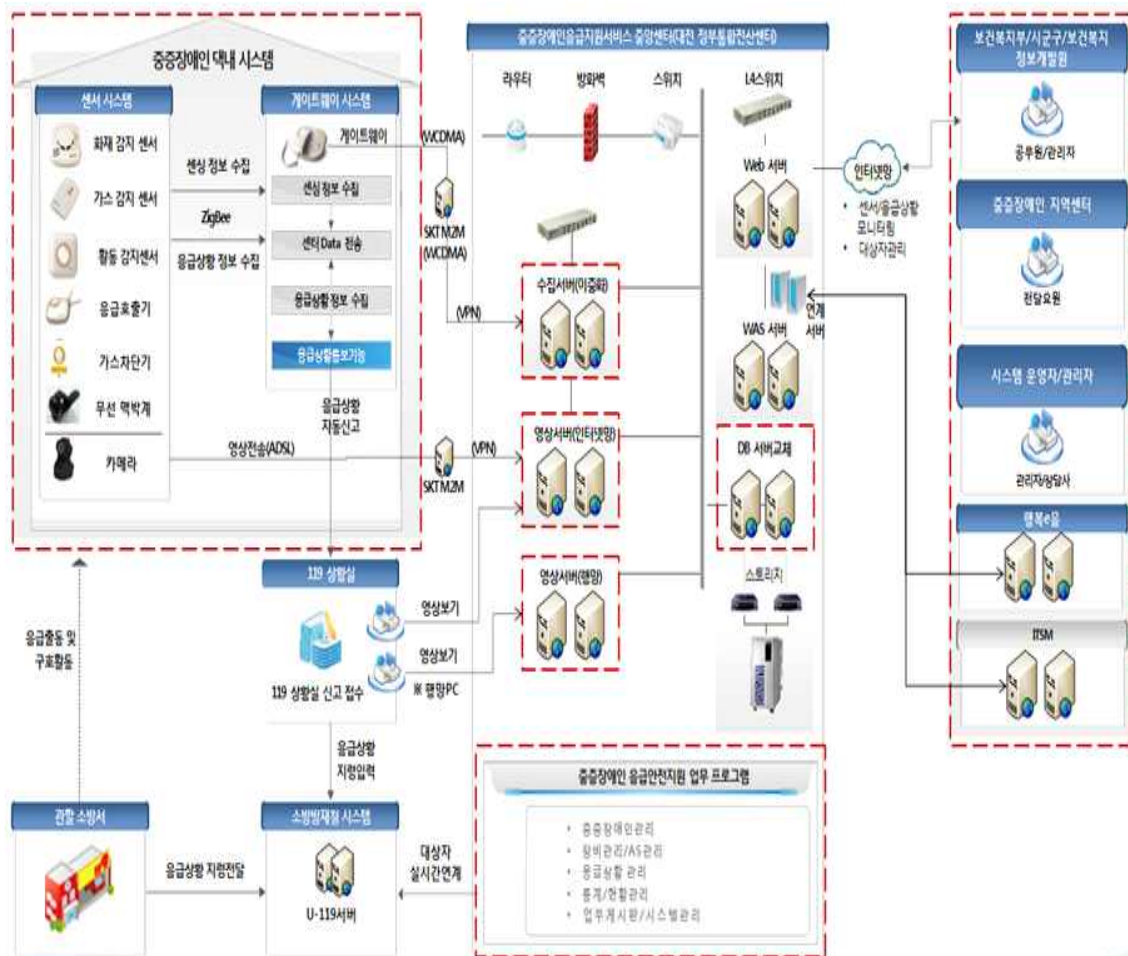 중증장애인 댁내 시스템
센서 시스템
화재 감지 센서
가스 감지 센서
활동 감지센서
응급호출기
가스차단기
무선 맥박계
카메라
센싱 정보 수집
ZigBee
응급상황 정보 수집
게이트웨이 시스템
게이트웨이
센싱 정보 수집
센터 Data 전송
응급상황 정보 수집
응급상황통보기능
응급상황
자동신고
영상전송(ADSL)
(WCDMA)
SKT M2M
(WCDMA)
(VPN)
SKT M2M
(VPN)
중증장애인응급지원서비스 중앙센터(대전 정부통합전산센터)
라우터
방화벽
스위치
L4스위치
수집서버(이중화)
영상서버(인터넷망)
영상서버(행망)
Web 서버
WAS 서버
연계
서버
DB 서버교체
스토리지
인터넷망
• 센서/응급상황
모니터링
• 대상자관리
보건복지부/시군구/보건복지
정보개발원
공무원/관리자
중증장애인 지역센터
전담요원
시스템 운영자/관리자
관리자/상담사
행복e음
ITSM
119 상황실
119 상황실 신고 접수
영상보기
영상보기
※ 행망PC
응급출동 및
구호활동
응급상황
지령입력
관할 소방서
응급상황 지령전달
소방방재청 시스템
U-119서버
대상자
실시간연계
중증장애인 응급안전지원 업무 프로그램
• 중증장애인관리
• 장비관리/AS관리
• 응급상황 관리
• 통계/현황관리
• 업무게시판/시스템관리